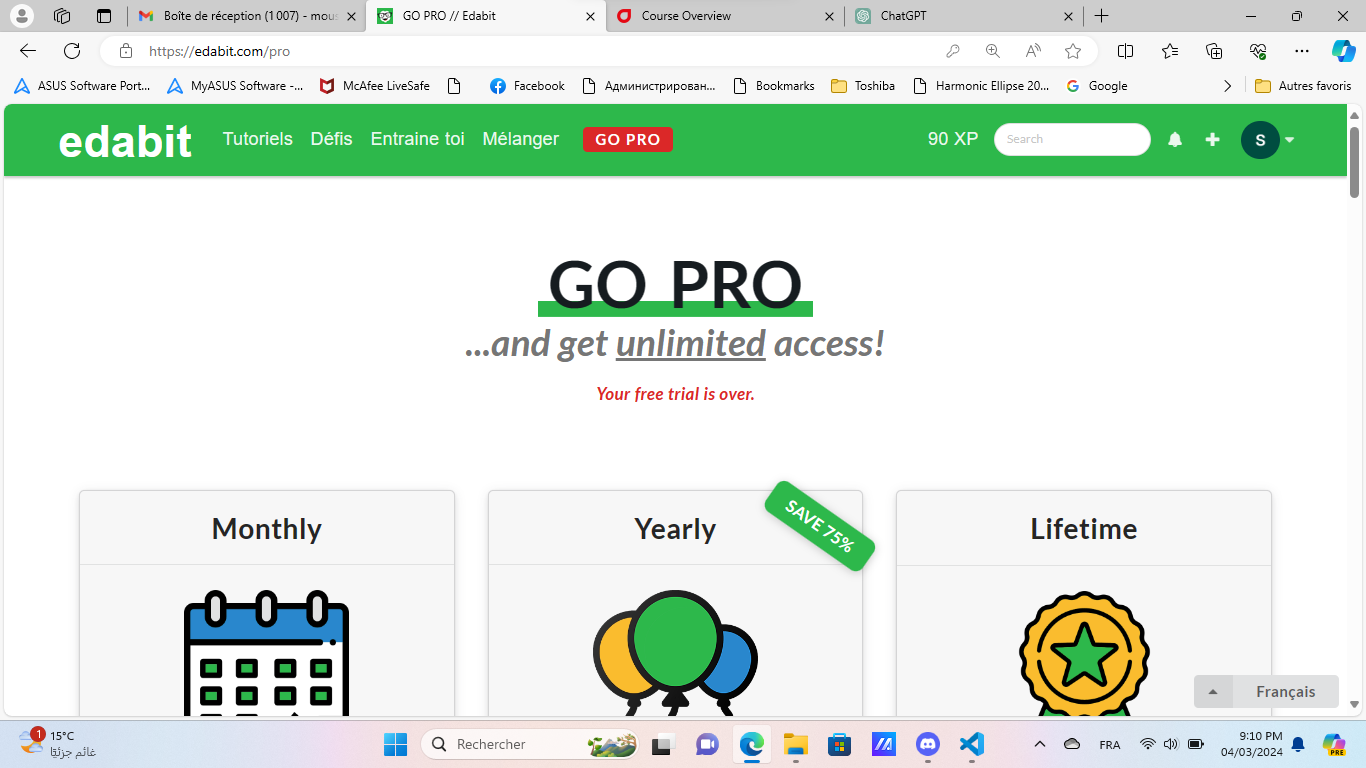 Boîte de réception (1 007) - mous
GO PRO // Edabit
Course Overview
ChatGPT
https://edabit.com/pro
ASUS Software Port...
MyASUS Software -...
McAfee LiveSafe
Facebook
Администрирован...
Bookmarks
Toshiba
Harmonic Ellipse 20...
Google
Autres favoris
edabit
Tutoriels
Défis
Entraine toi
Mélanger
GO PRO
90 XP
Search
S
GO PRO
...and get unlimited access!
Your free trial is over.
Monthly
Yearly
SAVE 75%
Lifetime
Français
1
15°C
غائم جزئيًا
Rechercher
FRA
9:10 PM
04/03/2024
PRE